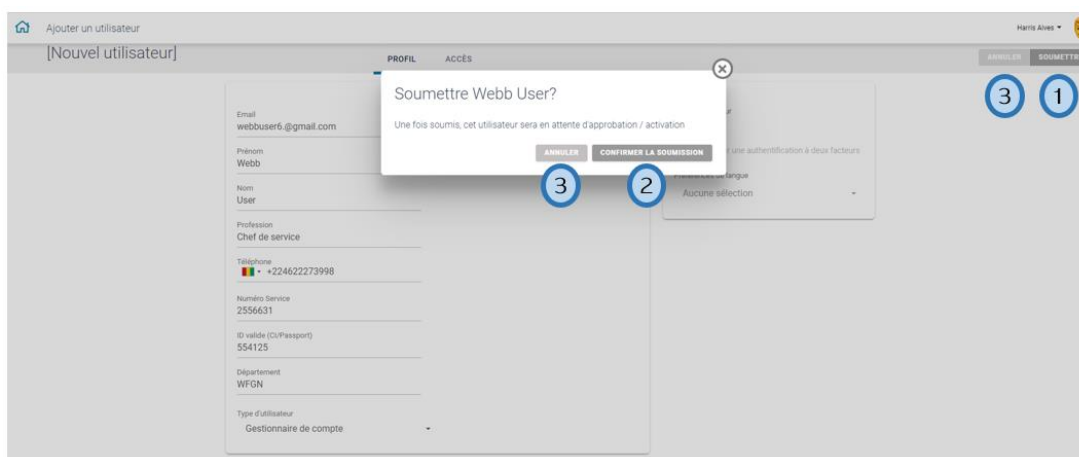 Ajouter un utilisateur
Harris Alves
[Nouvel utilisateur]
PROFIL
ACCÈS
ANNULER
SOUMETTRE
3
1
Soumettre Webb User?
Une fois soumis, cet utilisateur sera en attente d'approbation / activation
ANNULER
CONFIRMER LA SOUMISSION
3
2
Email
webbuser6.@gmail.com
Prénom
Webb
Nom
User
Profession
Chef de service
Téléphone
+224622273998
Numéro Service
2556631
ID valide (Ci/Passport)
554125
Département
WFGN
Type d'utilisateur
Gestionnaire de compte
une authentification à deux facteurs
langue
Aucune sélection